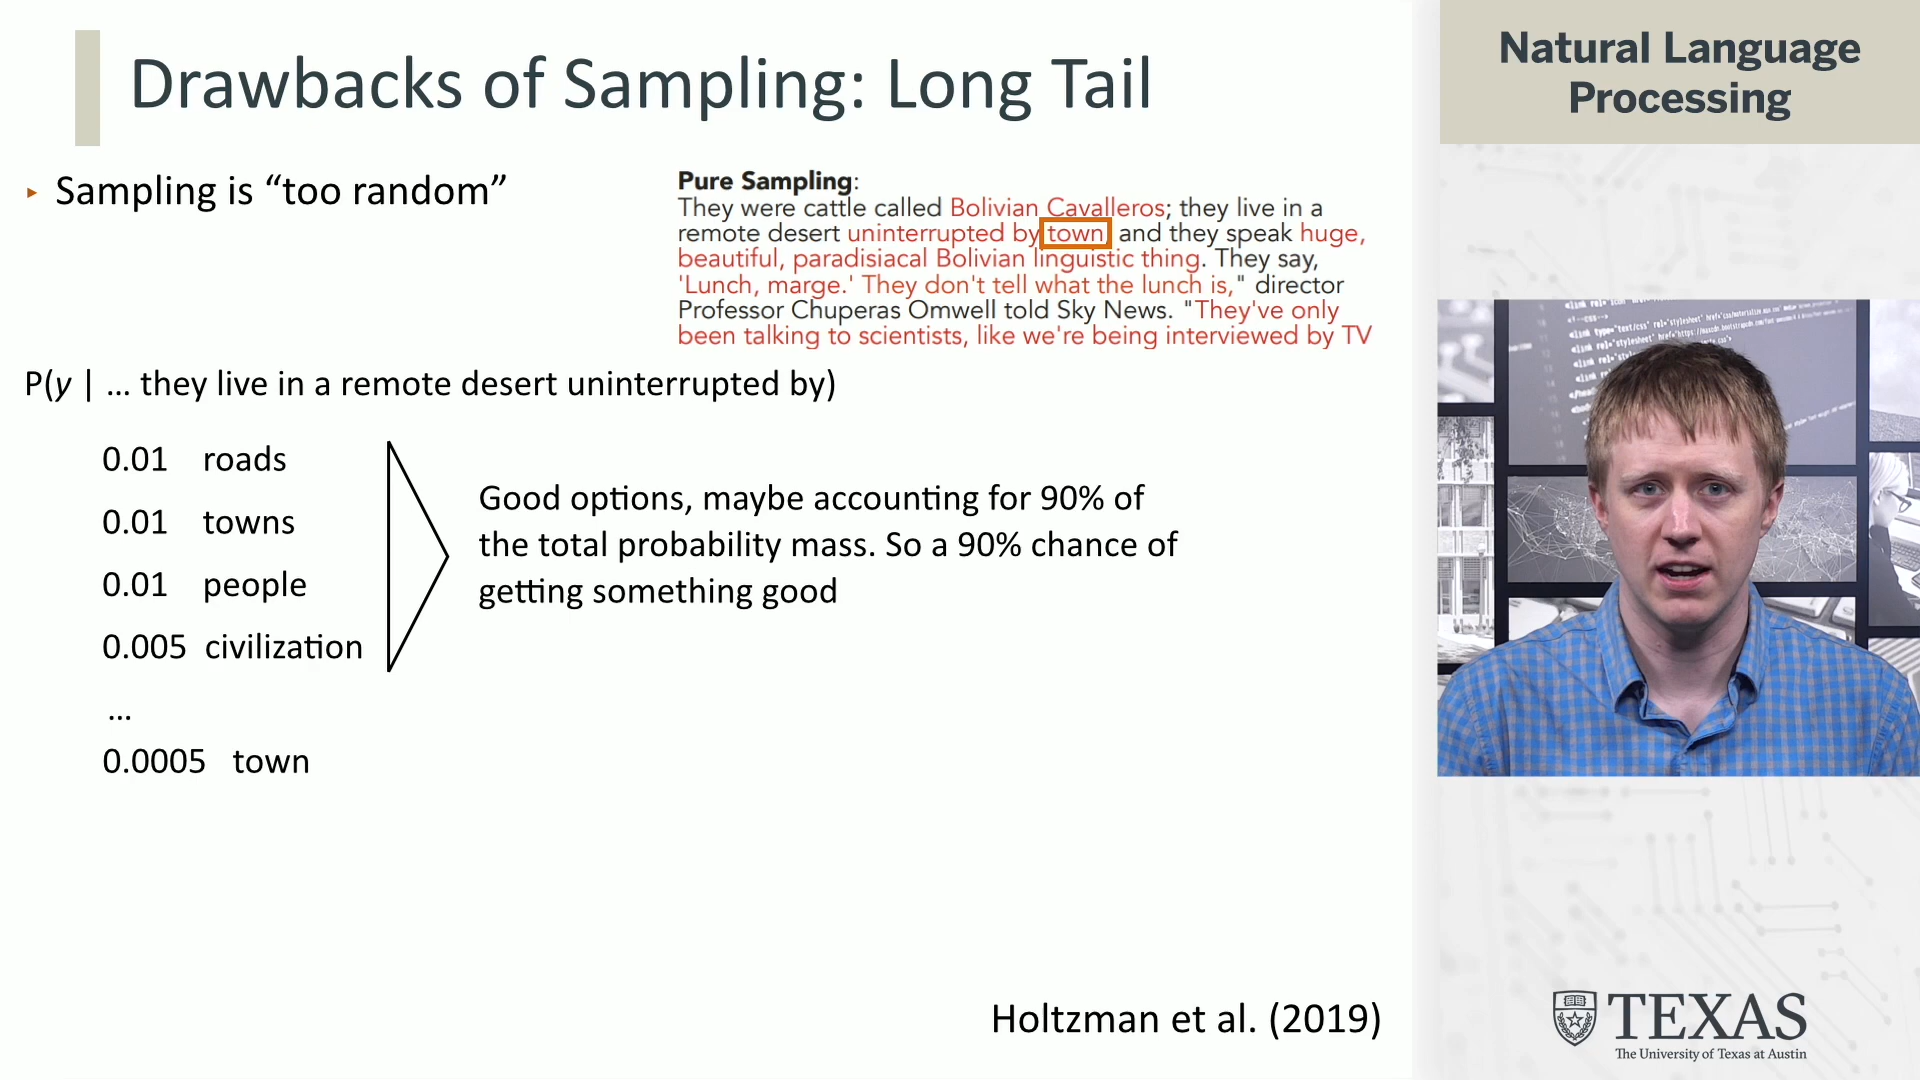 Drawbacks of Sampling: Long Tail
Natural Language
Processing
▸ Sampling is “too random”
Pure Sampling:
They were cattle called Bolivian Cavalleros; they live in a
remote desert uninterrupted by town, and they speak huge,
beautiful, paradisiacal Bolivian linguistic thing. They say,
'Lunch, marge.' They don't tell what the lunch is," director
Professor Chuperas Omwell told Sky News. "They've only
been talking to scientists, like we're being interviewed by TV
P(y | ... they live in a remote desert uninterrupted by)
0.01 roads
0.01 towns
0.01 people
0.005 civilization
...
0.0005 town
Good options, maybe accounting for 90% of
the total probability mass. So a 90% chance of
getting something good
Holtzman et al. (2019)
TEXAS
The University of Texas at Austin